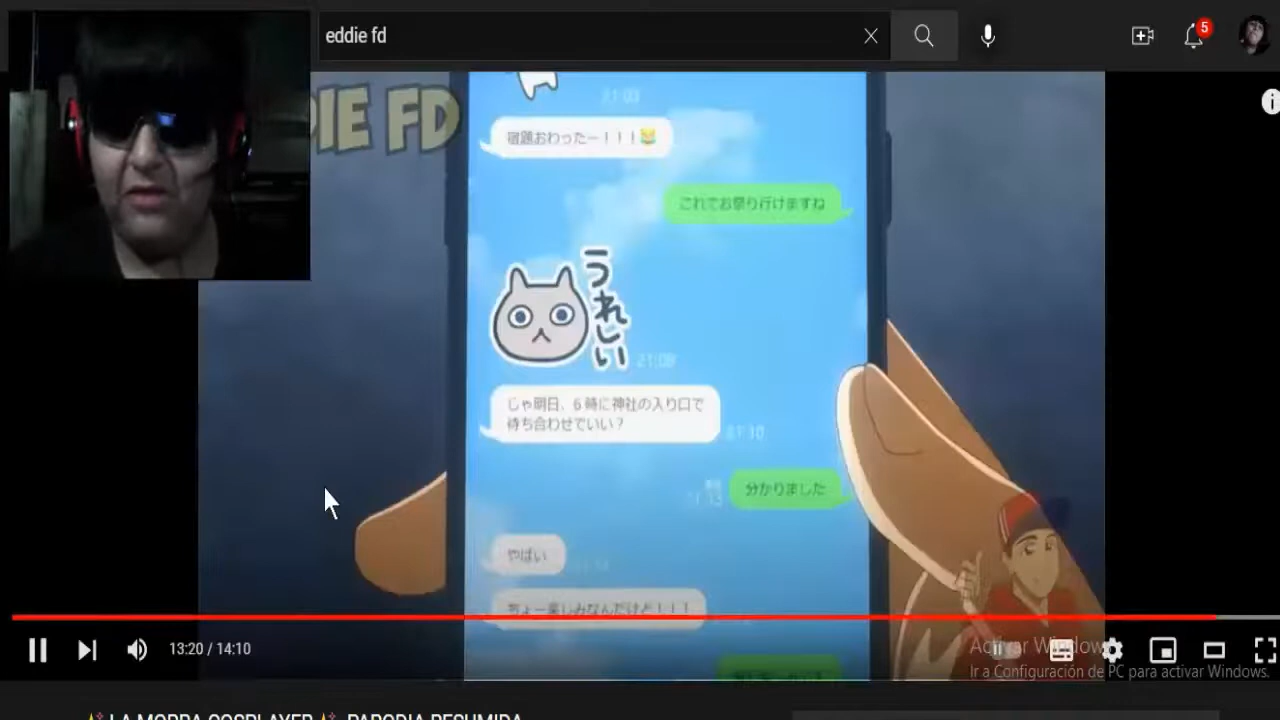 eddie fd
5
DIE FD
21:03
宿題おわったー！！！😹
これでお祭り行けますね
うれしい
21:08
じゃ明日、６時に神社の入り口で
待ち合わせでいい？
21:10
分かりました
やばい
ちょー楽しみなんだけど！！！
13:20 / 14:10
Activar Windows
Ir a Configuración de PC para activar Windows.
✨ LA MORRA COSPLAYER ✨ PARODIA RESUMIDA